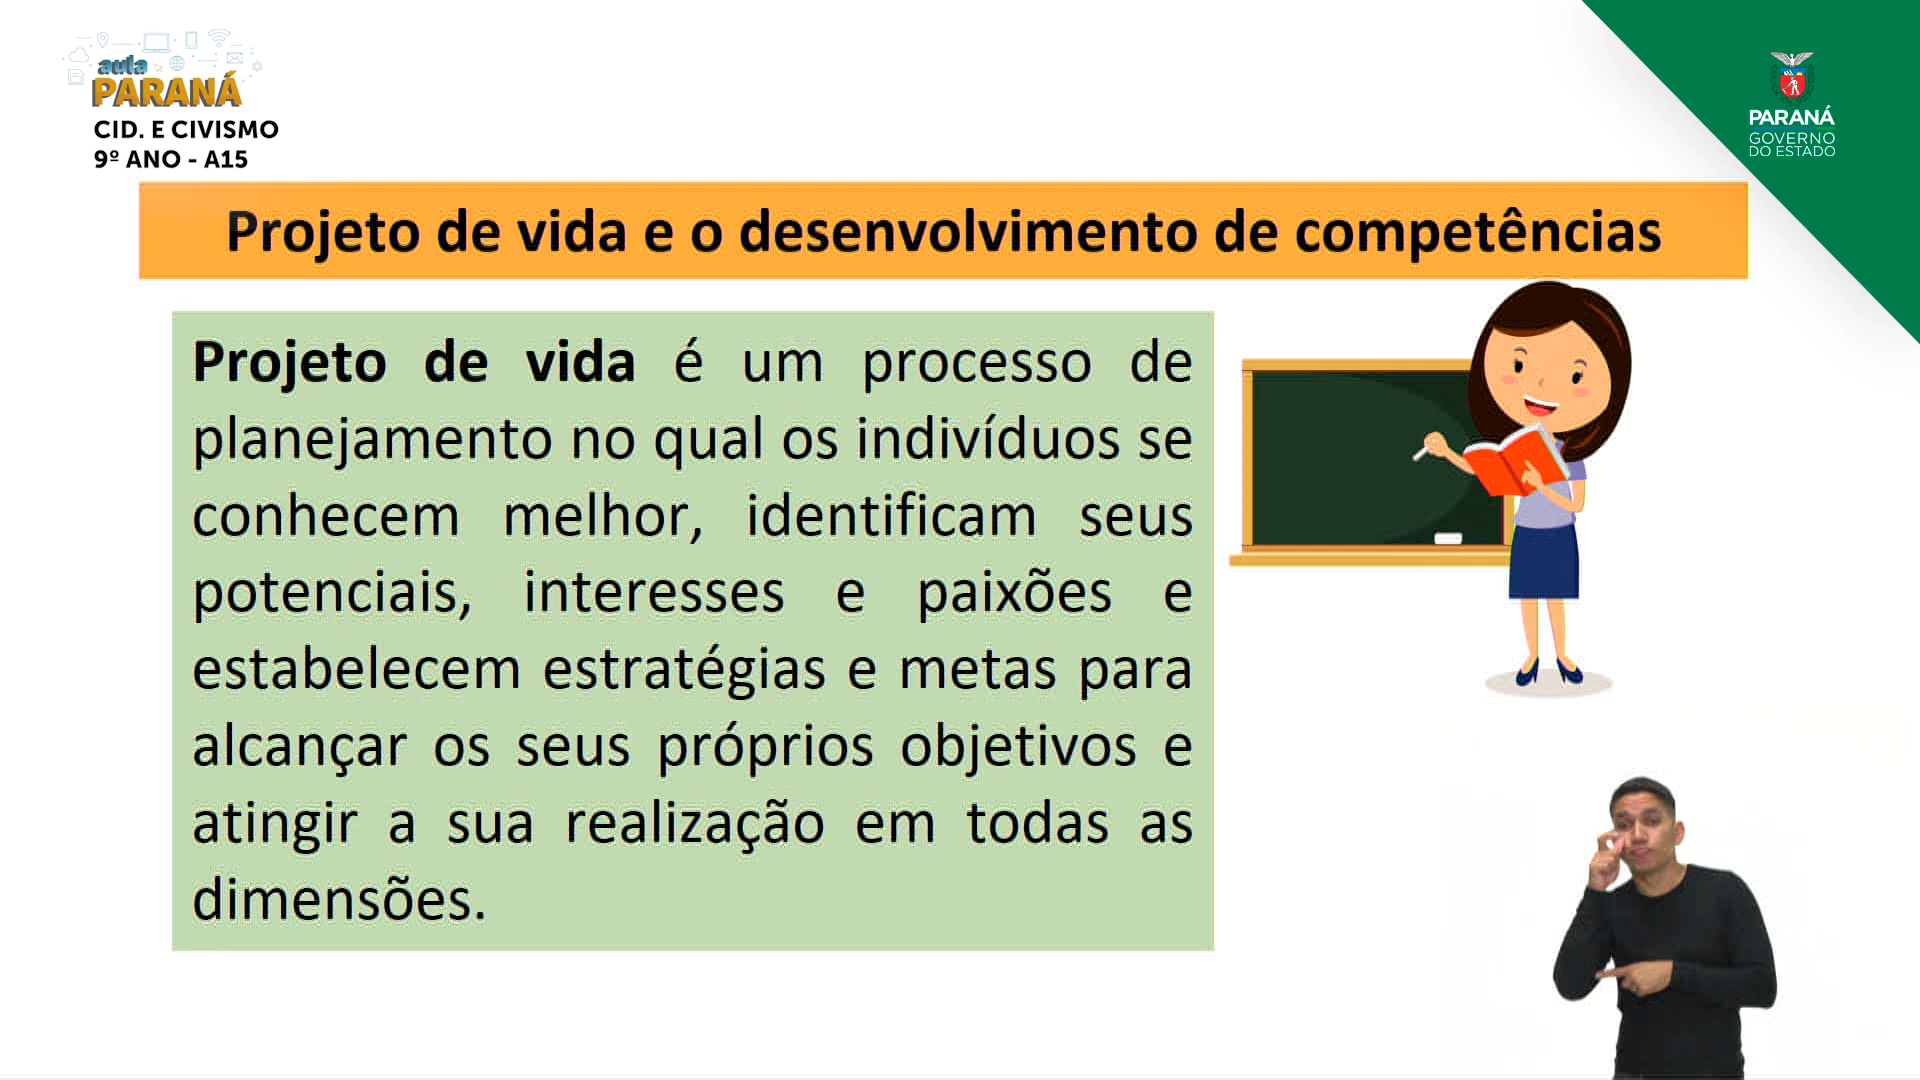 aula
PARANÁ
CID. E CIVISMO
9º ANO - A15
PARANÁ
GOVERNO
DO ESTADO
Projeto de vida e o desenvolvimento de competências
Projeto de vida é um processo de
planejamento no qual os indivíduos se
conhecem melhor, identificam seus
potenciais, interesses e paixões e
estabelecem estratégias e metas para
alcançar os seus próprios objetivos e
atingir a sua realização em todas as
dimensões.